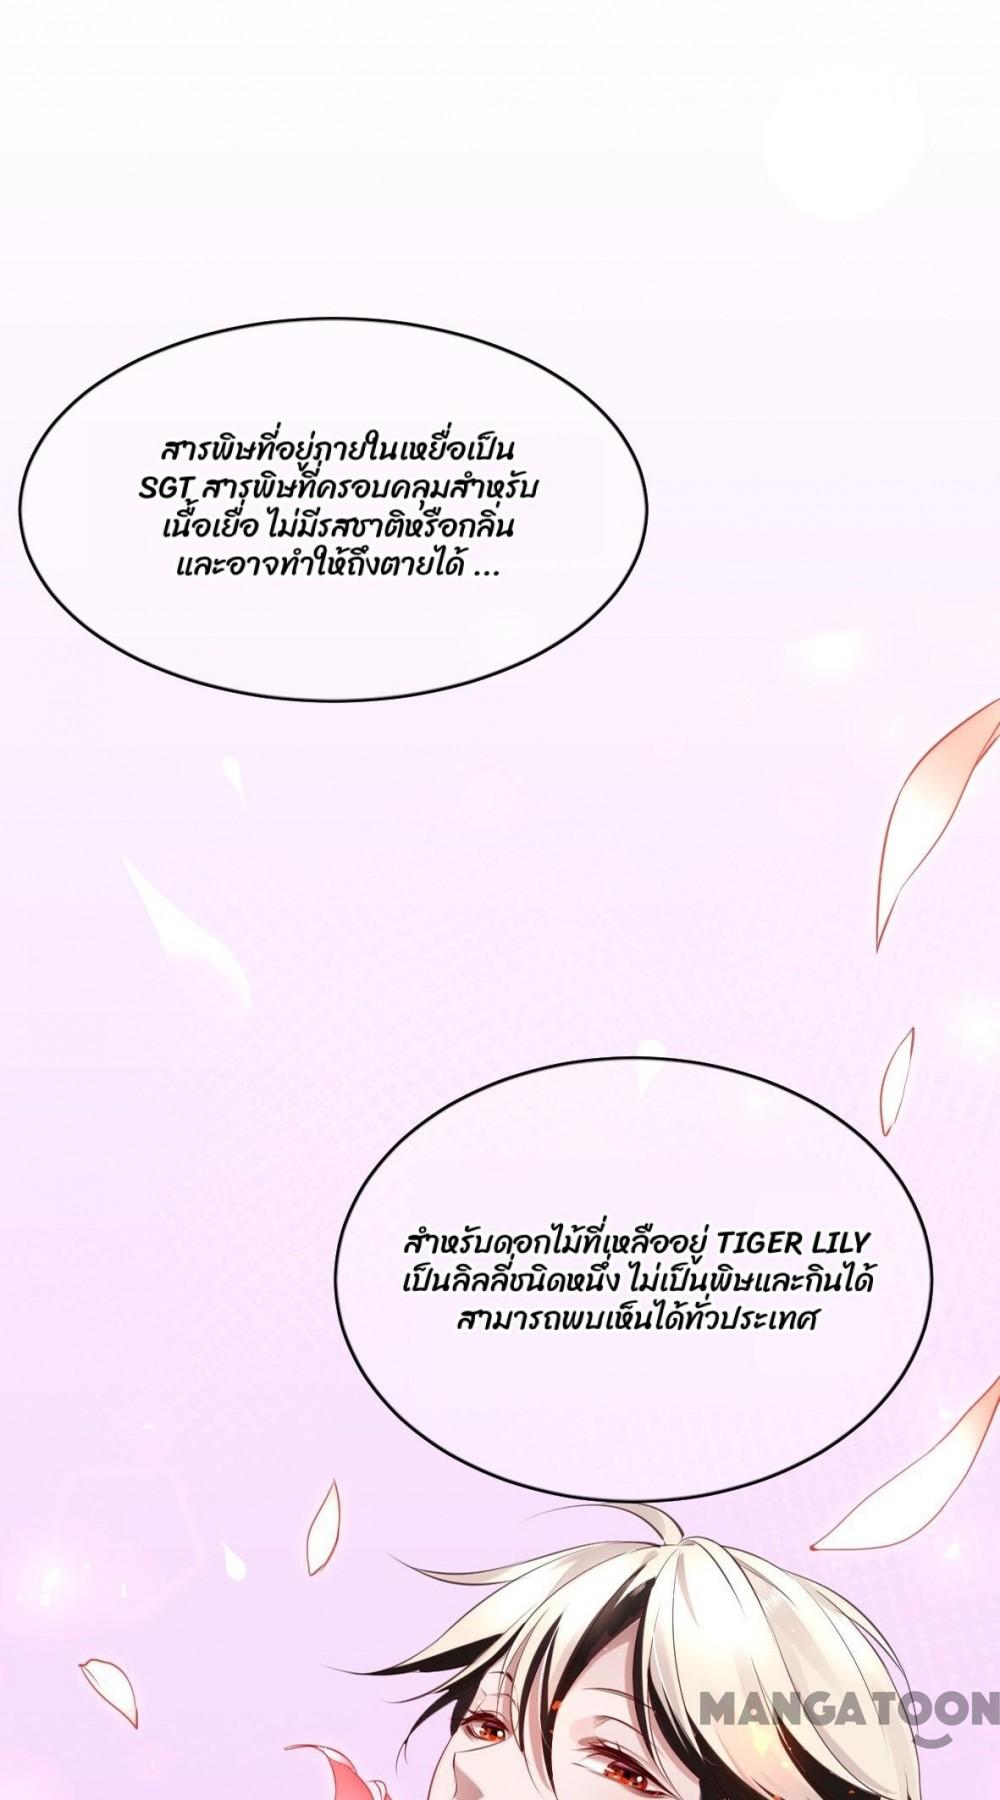 สารพิษที่อยู่ภายในเหยื่อเป็น
SGT สารพิษที่ครอบคลุมสำหรับ
เนื้อเยื่อ ไม่มีรสชาติหรือกลิ่น
และอาจทำให้ถึงตายได้ ...
สำหรับดอกไม้ที่เหลืออยู่ TIGER LILY
เป็นลิลลี่ชนิดหนึ่ง ไม่เป็นพิษและกินได้
สามารถพบเห็นได้ทั่วประเทศ
MANGATOON